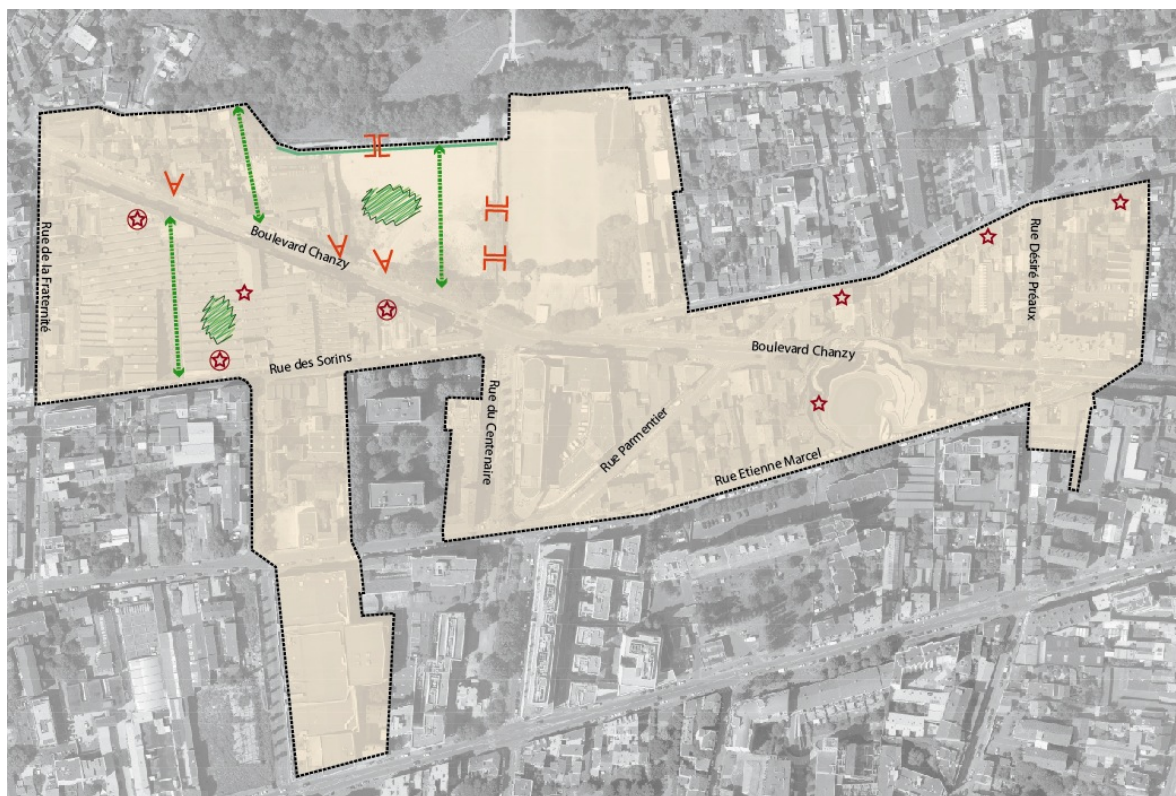 Rue de la Fraternité
Boulevard Chanzy
Rue des Sorins
Rue du Centenaire
Rue Parmentier
Boulevard Chanzy
Rue Désiré Préaux
Rue Etienne Marcel